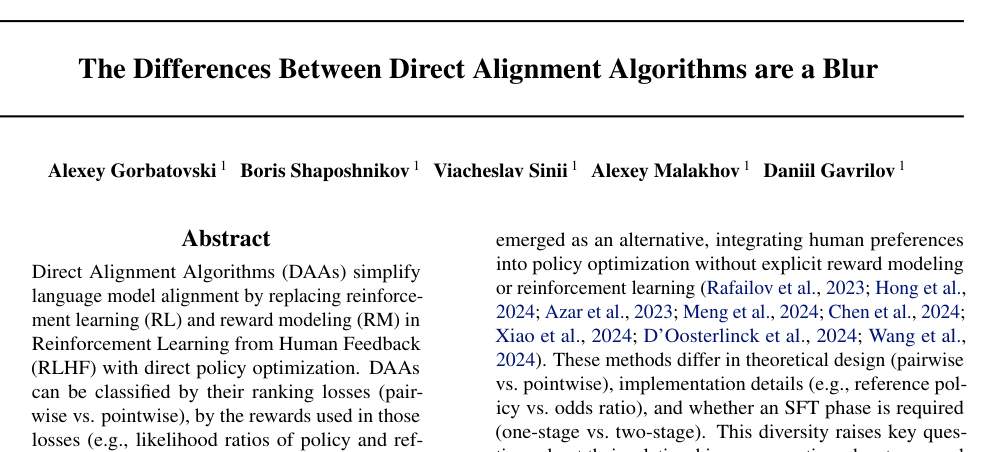 The Differences Between Direct Alignment Algorithms are a Blur
Alexey Gorbatovski 1 Boris Shaposhnikov 1 Viacheslav Sinii 1 Alexey Malakhov 1 Daniil Gavrilov 1
Abstract
Direct Alignment Algorithms (DAAs) simplify
language model alignment by replacing reinforce-
ment learning (RL) and reward modeling (RM) in
Reinforcement Learning from Human Feedback
(RLHF) with direct policy optimization. DAAs
can be classified by their ranking losses (pair-
wise vs. pointwise), by the rewards used in those
losses (e.g., likelihood ratios of policy and ref-
emerged as an alternative, integrating human preferences
into policy optimization without explicit reward modeling
or reinforcement learning (Rafailov et al., 2023; Hong et al.,
2024; Azar et al., 2023; Meng et al., 2024; Chen et al., 2024;
Xiao et al., 2024; D'Oosterlinck et al., 2024; Wang et al.,
2024). These methods differ in theoretical design (pairwise
vs. pointwise), implementation details (e.g., reference pol-
icy vs. odds ratio), and whether an SFT phase is required
(one-stage vs. two-stage). This diversity raises key ques-